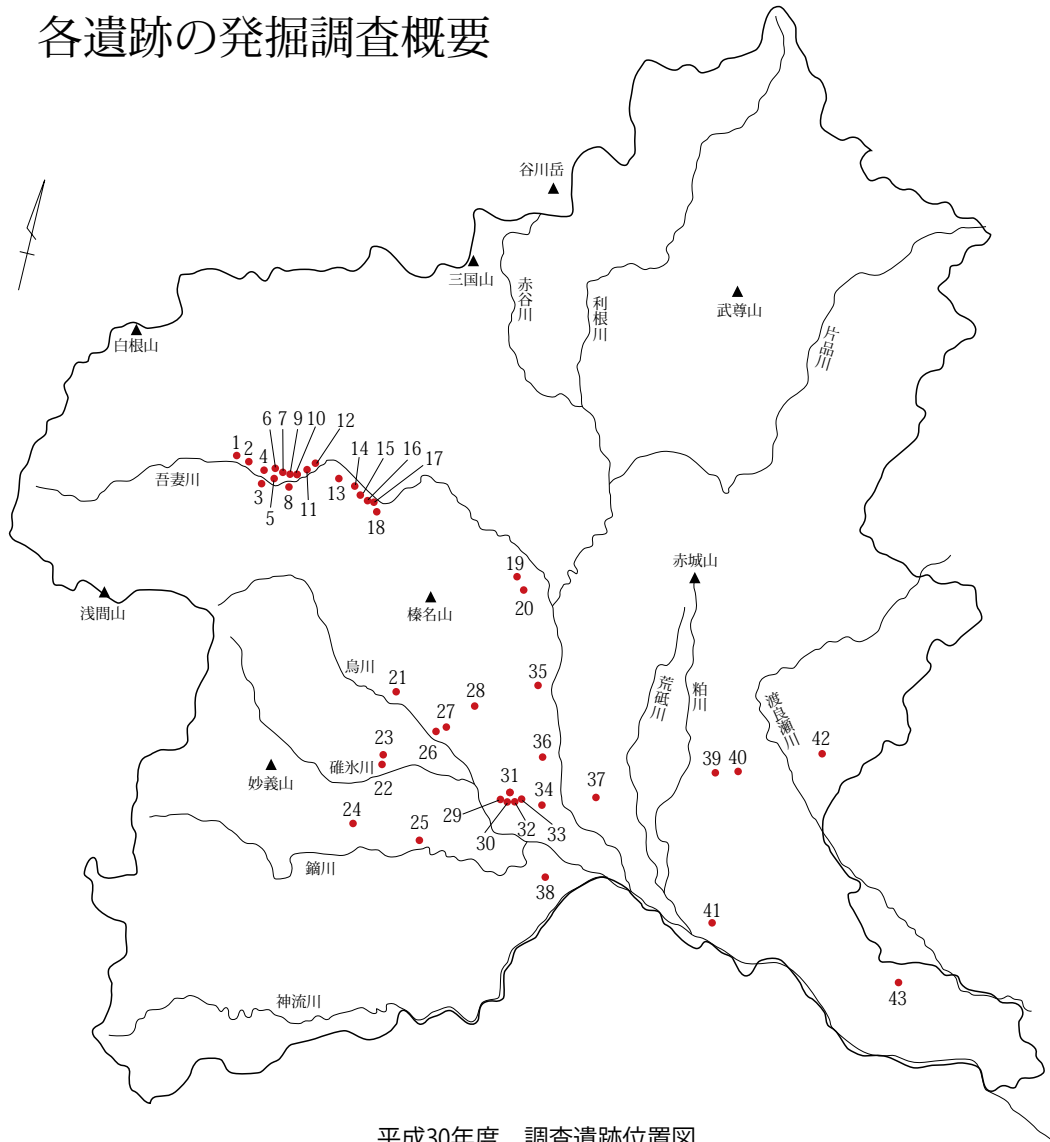 各遺跡の発掘調査概要
谷川岳
三国山
赤谷川
利根川
武尊山
片品川
白根山
6 7 9 10 12
1 2 4 14 15 16 17
吾妻川
3 5 8 11 13 18
19
20
赤城山
浅間山
榛名山
烏川
21
28
35
荒砥川
粕川
渡良瀬川
27
26
23
碓氷川
22
妙義山
36
39 40
42
31
34
37
24
25
29
30
32
33
鏑川
38
41
43
神流川
平成30年度 調査遺跡位置図